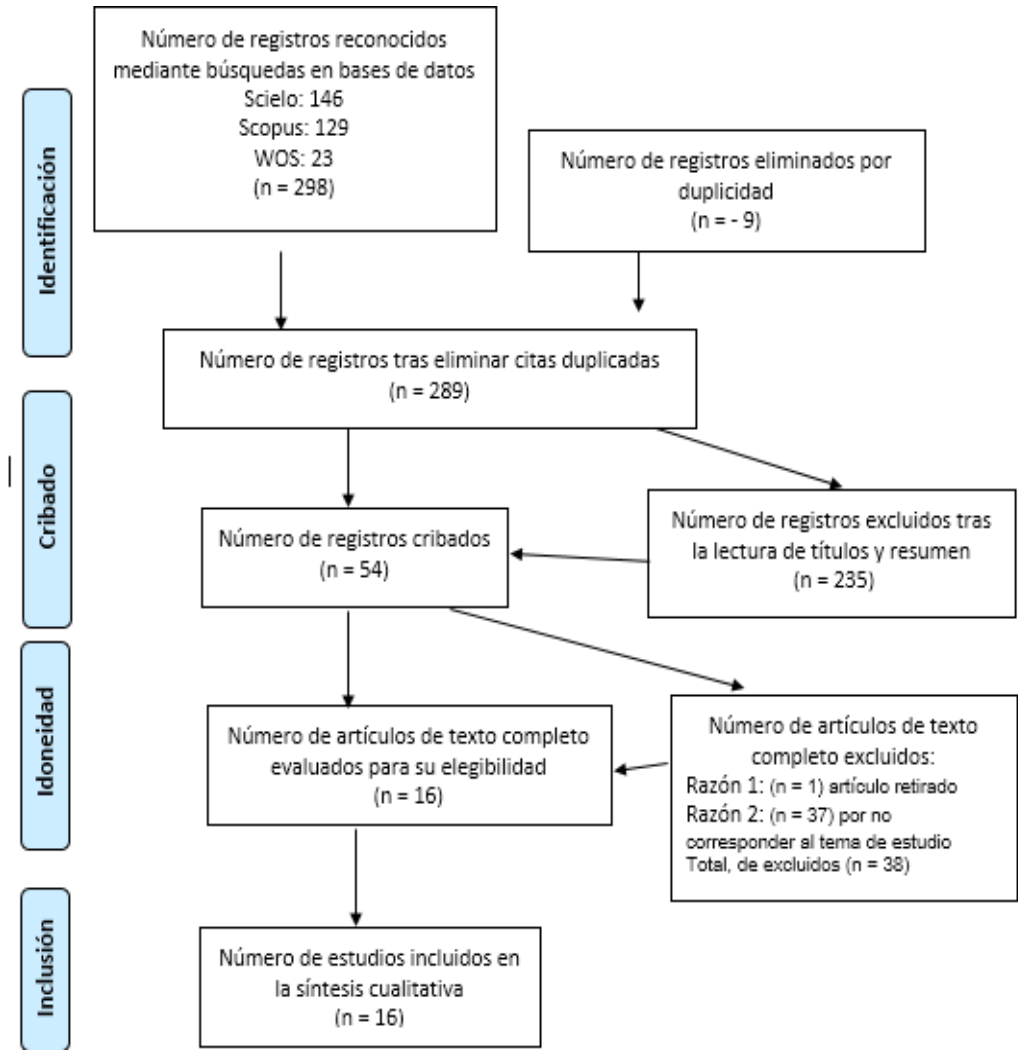 Número de registros reconocidos
mediante búsquedas en bases de datos
Scielo: 146
Scopus: 129
WOS: 23
(n = 298)
Número de registros eliminados por
duplicidad
(n = - 9)
Identificación
Número de registros tras eliminar citas duplicadas
(n = 289)
Cribado
Número de registros cribados
(n = 54)
Número de registros excluidos tras
la lectura de títulos y resumen
(n = 235)
Idoneidad
Número de artículos de texto completo
evaluados para su elegibilidad
(n = 16)
Número de artículos de texto
completo excluidos:
Razón 1: (n = 1) artículo retirado
Razón 2: (n = 37) por no
corresponder al tema de estudio
Total, de excluidos (n = 38)
Inclusión
Número de estudios incluidos en
la síntesis cualitativa
(n = 16)